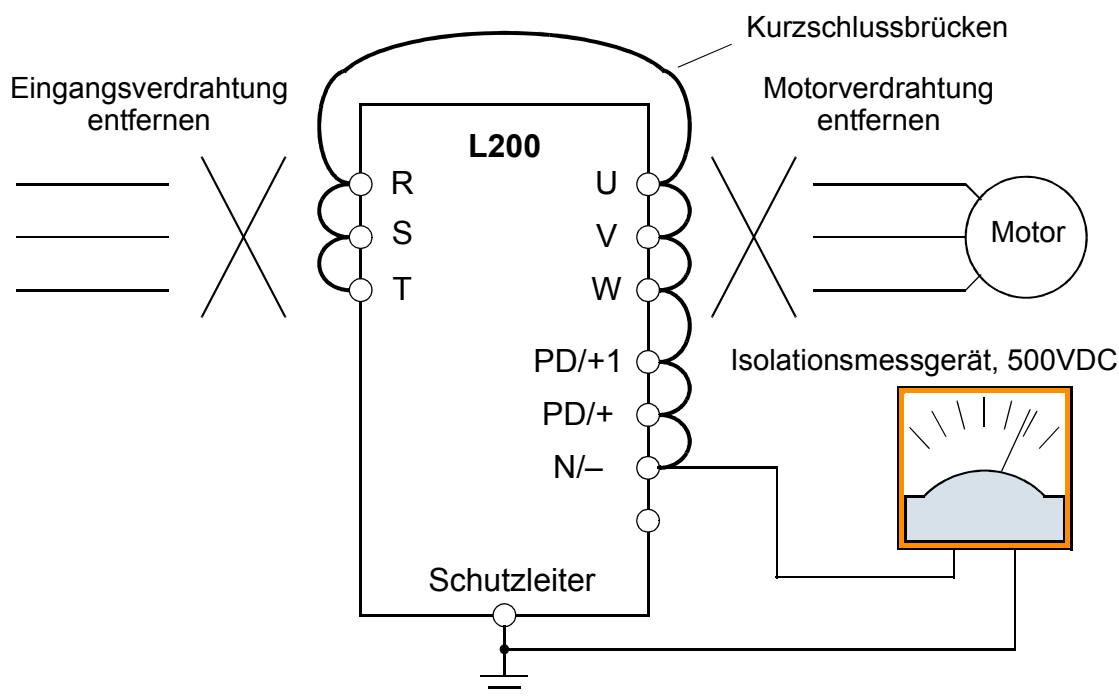 Kurzschlussbrücken
Eingangsverdrahtung
entfernen
Motorverdrahtung
entfernen
L200
R
S
T
U
V
W
Motor
PD/+1
PD/+
N/–
Isolationsmessgerät, 500VDC
Schutzleiter